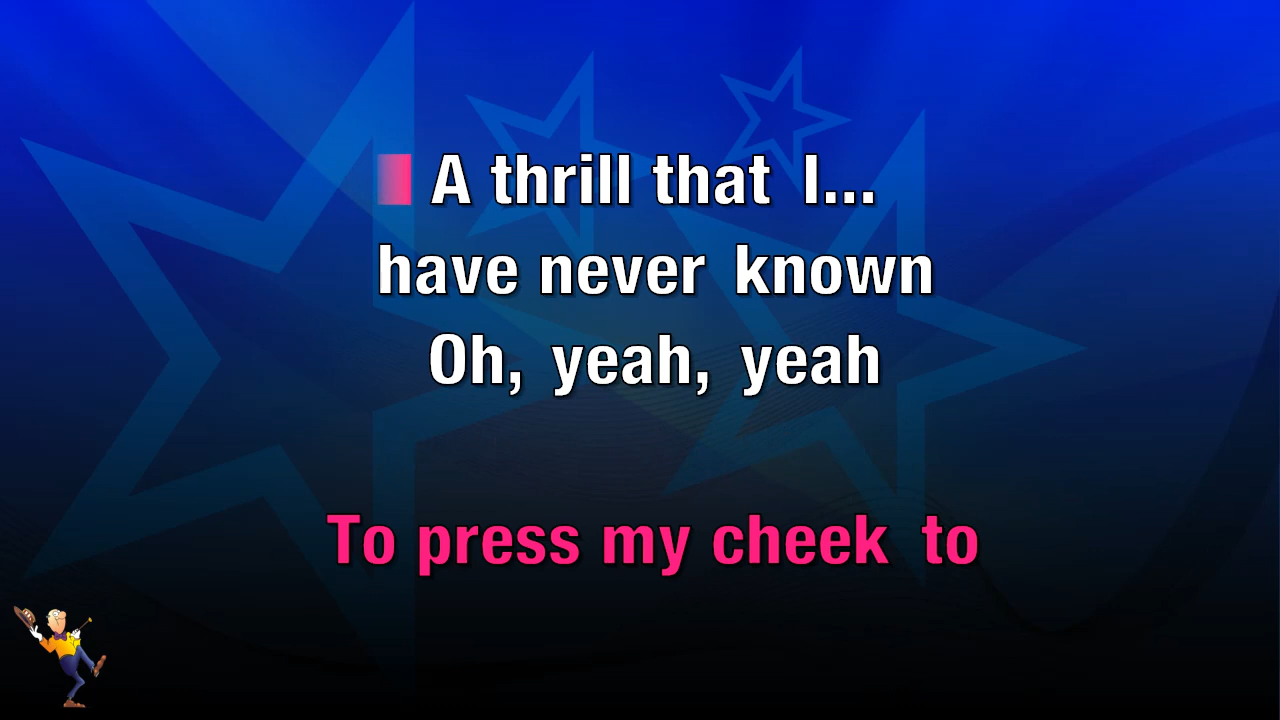 A thrill that I...
have never known
Oh, yeah, yeah
To press my cheek to